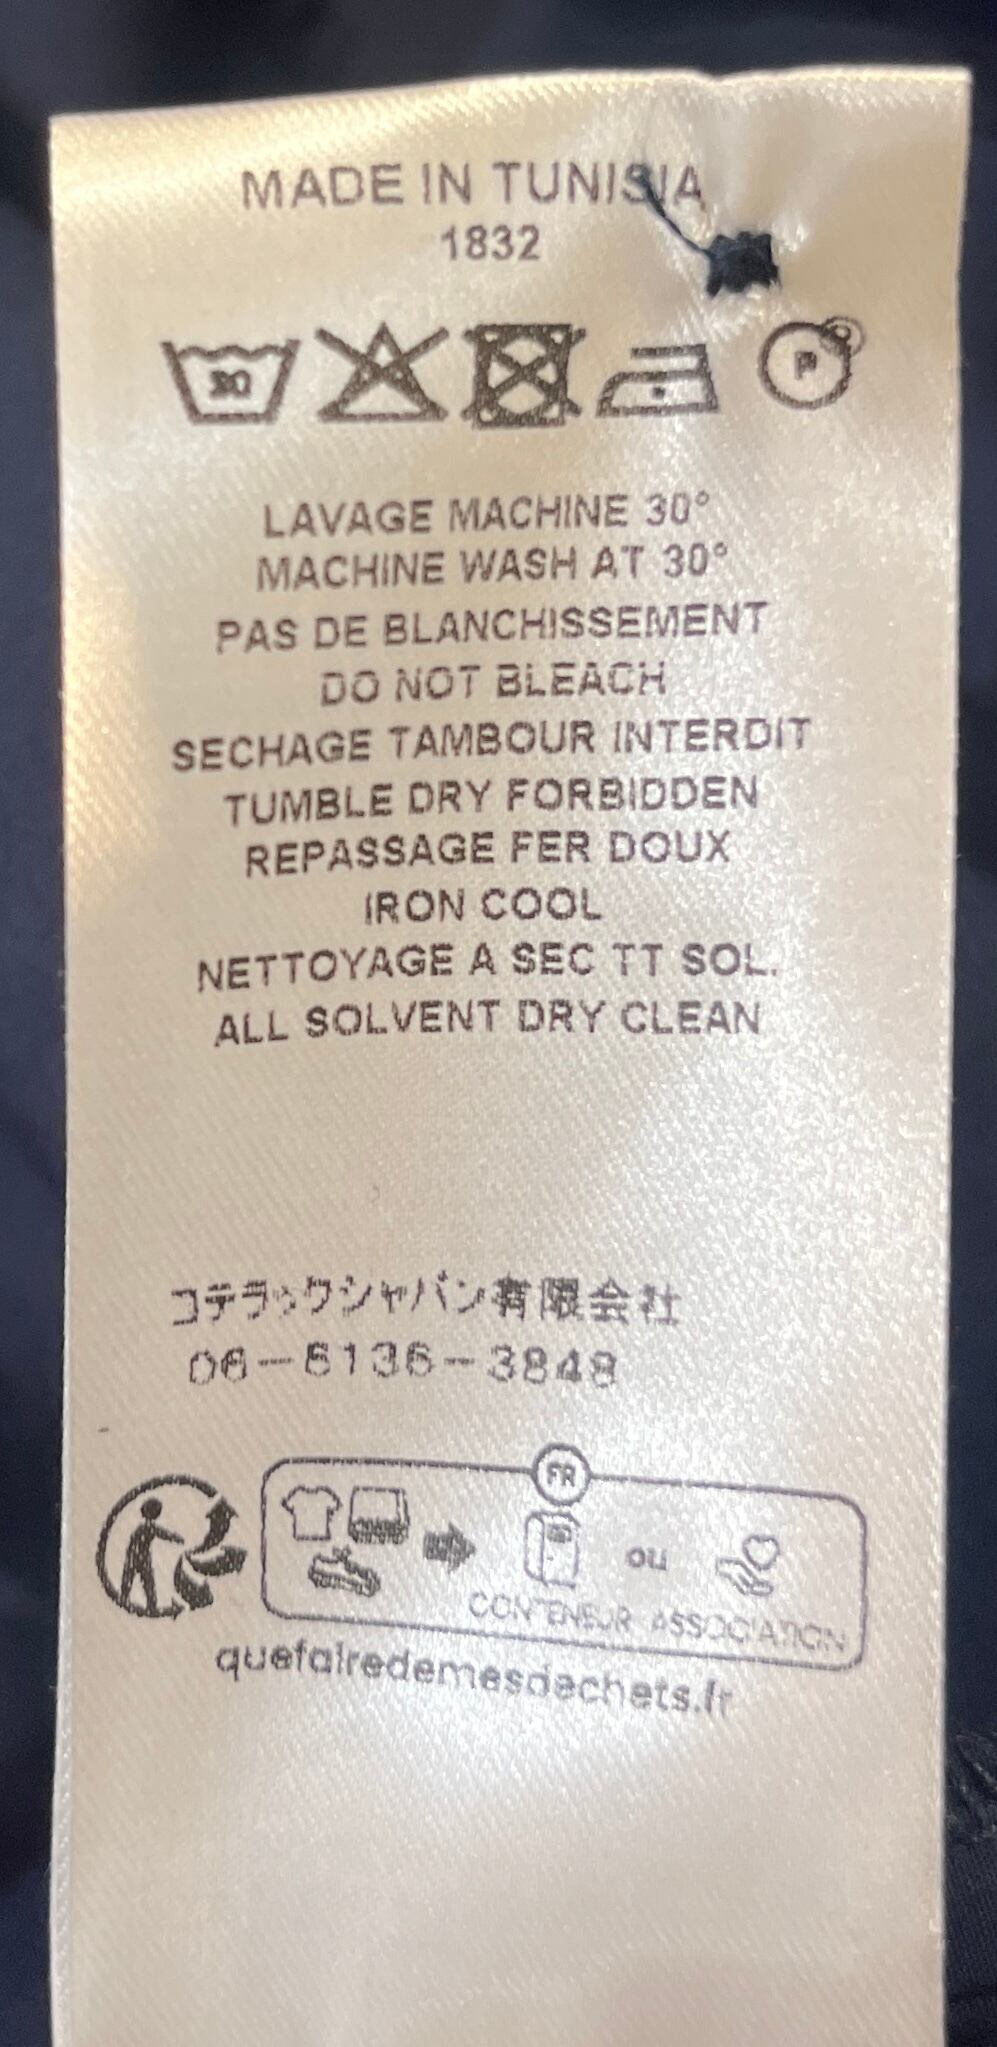 MADE IN TUNISIA
1832
30
P
LAVAGE MACHINE 30°
MACHINE WASH AT 30°
PAS DE BLANCHISSEMENT
DO NOT BLEACH
SECHAGE TAMBOUR INTERDIT
TUMBLE DRY FORBIDDEN
REPASSAGE FER DOUX
IRON COOL
NETTOYAGE A SEC TT SOL.
ALL SOLVENT DRY CLEAN
コテラックジャパン有限会社
06-6136-3848
FR
ou
CONTENEUR ASSOCIATION
quefairedemesdechets.fr